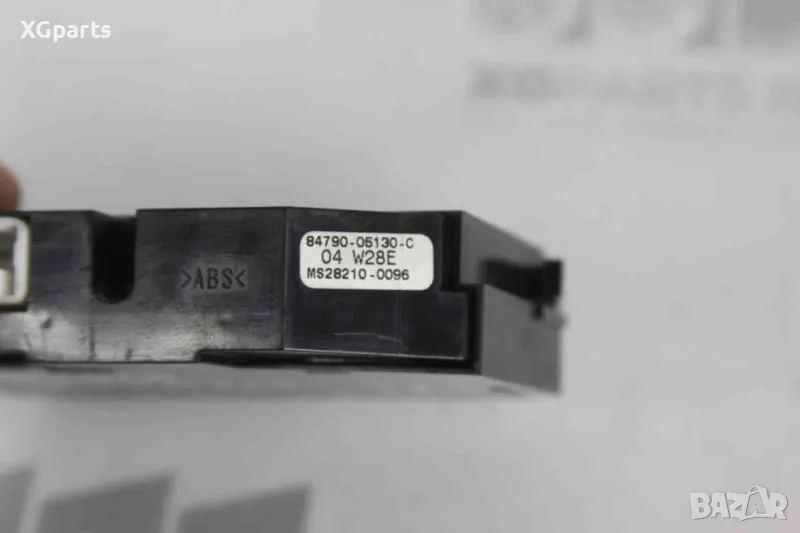 XGparts
84790-05130-C
04 W28E
MS28210-0096
>ABS<
BAZAR